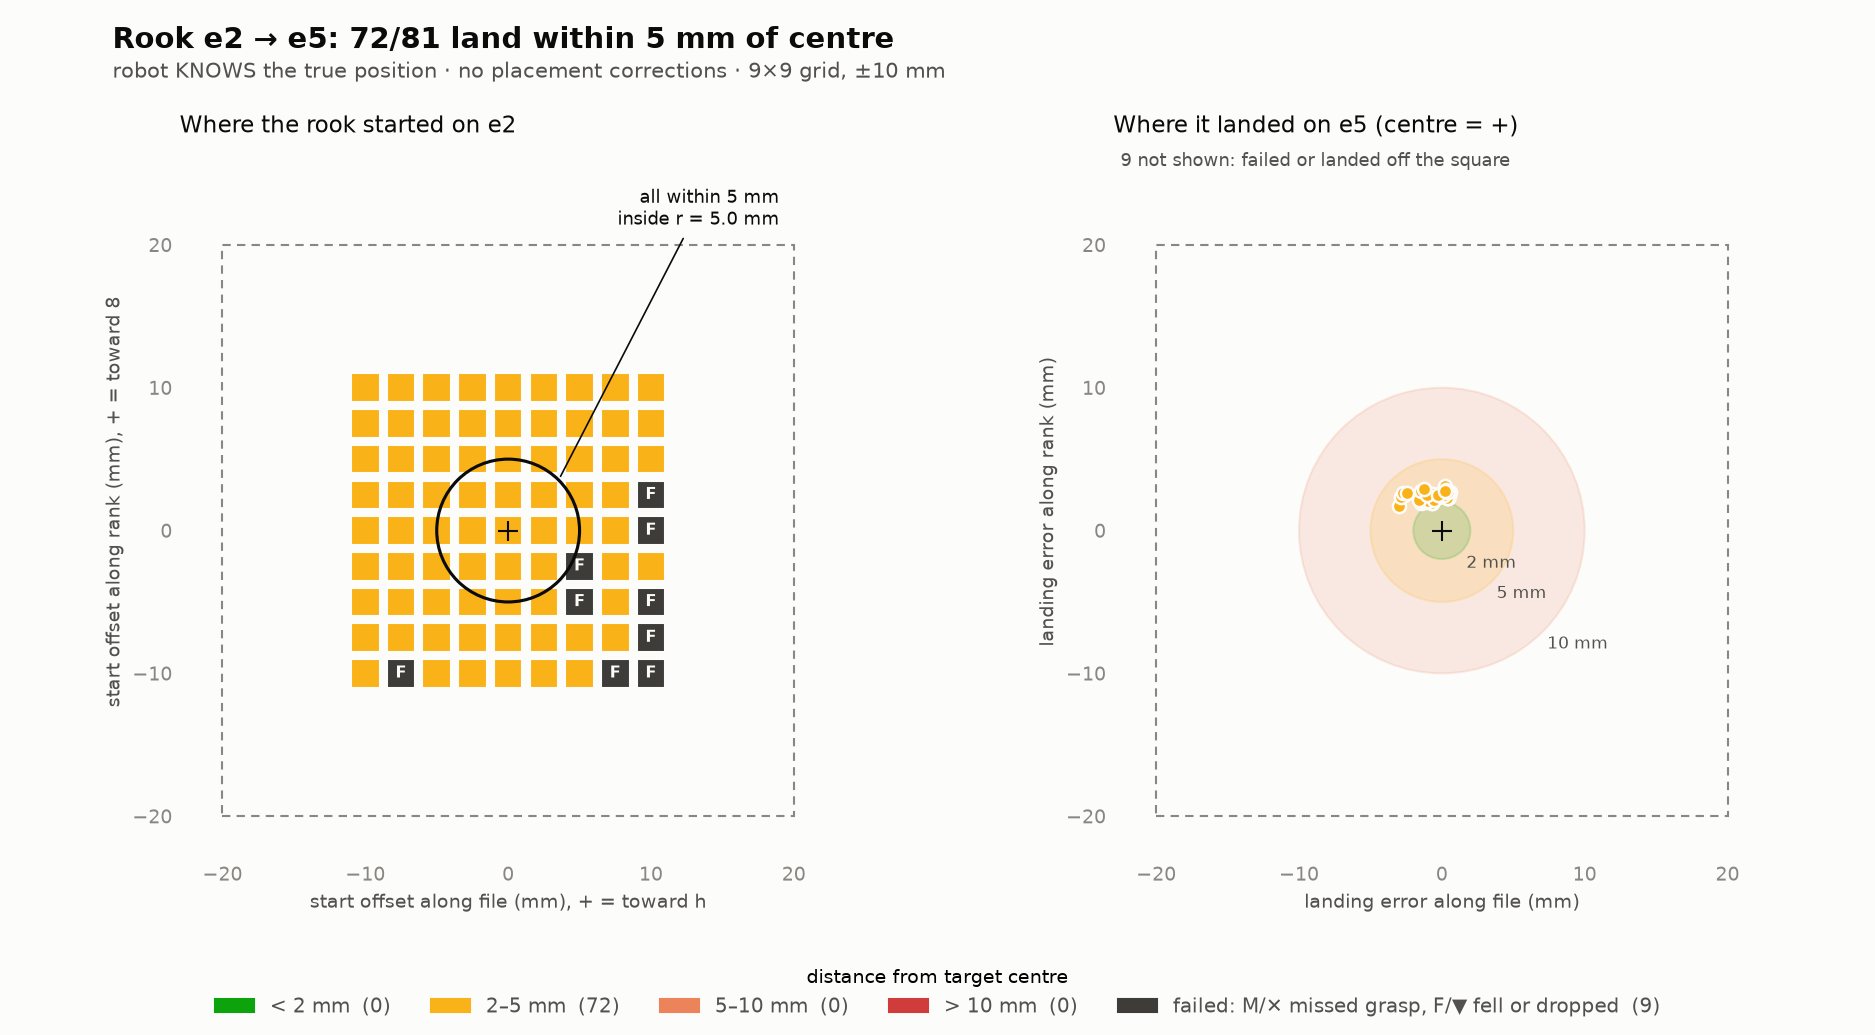 Rook e2 → e5: 72/81 land within 5 mm of centre
robot KNOWS the true position · no placement corrections · 9×9 grid, ±10 mm
Where the rook started on e2
all within 5 mm
inside r = 5.0 mm
20
10
0
−10
−20
start offset along rank (mm), + = toward 8
F
F
F
F
F
F
F
F
F
−20
−10
0
10
20
start offset along file (mm), + = toward h
Where it landed on e5 (centre = +)
9 not shown: failed or landed off the square
20
10
0
−10
−20
landing error along rank (mm)
2 mm
5 mm
10 mm
−20
−10
0
10
20
landing error along file (mm)
distance from target centre
< 2 mm (0)
2–5 mm (72)
5–10 mm (0)
> 10 mm (0)
failed: M/✕ missed grasp, F/▼ fell or dropped (9)